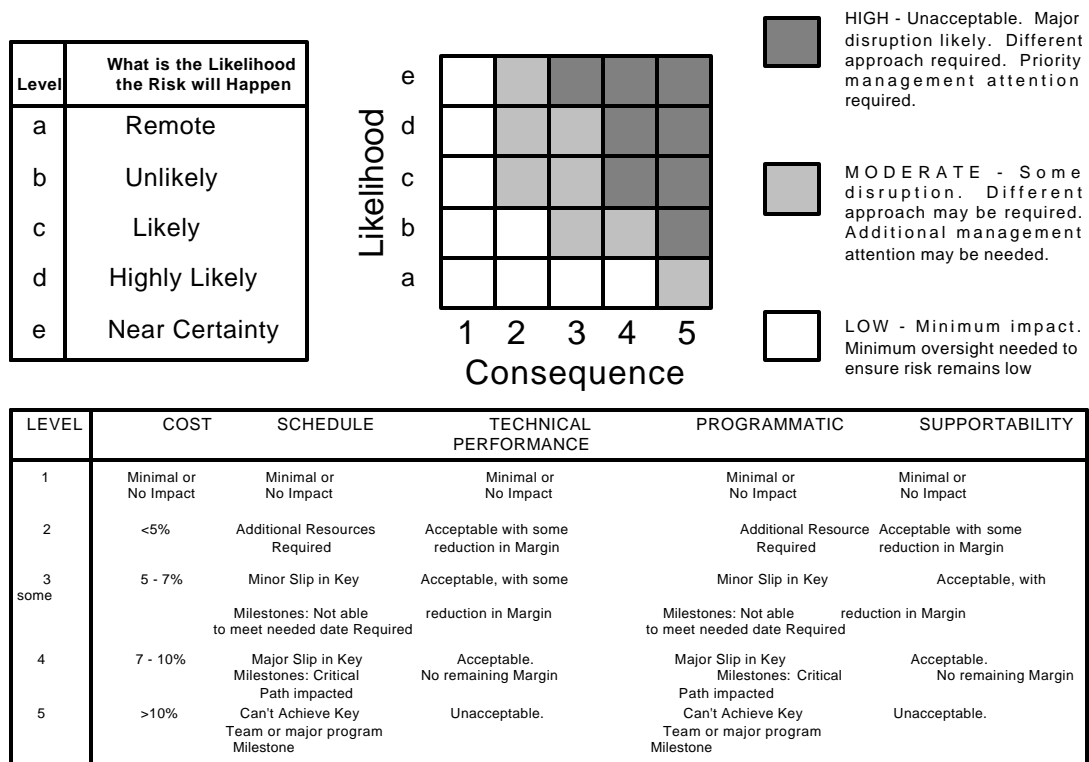 Level
What is the Likelihood
the Risk will Happen
a Remote
b Unlikely
c Likely
d Highly Likely
e Near Certainty
Likelihood
e
d
c
b
a
1 2 3 4 5
Consequence
HIGH - Unacceptable. Major
disruption likely. Different
approach required. Priority
management attention
required.
MODERATE - Some
disruption. Different
approach may be required.
Additional management
attention may be needed.
LOW - Minimum impact.
Minimum oversight needed to
ensure risk remains low
LEVEL COST SCHEDULE TECHNICAL PROGRAMMATIC SUPPORTABILITY
PERFORMANCE
1 Minimal or Minimal or Minimal or Minimal or Minimal or
No Impact No Impact No Impact No Impact No Impact
2 <5% Additional Resources Acceptable with some Additional Resource Acceptable with some
Required reduction in Margin Required reduction in Margin
3 5 - 7% Minor Slip in Key Acceptable, with some Minor Slip in Key Acceptable, with
some
Milestones: Not able reduction in Margin Milestones: Not able reduction in Margin
to meet needed date Required to meet needed date Required
4 7 - 10% Major Slip in Key Acceptable. Major Slip in Key Acceptable.
Milestones: Critical No remaining Margin Milestones: Critical No remaining Margin
Path impacted Path impacted
5 >10% Can't Achieve Key Unacceptable. Can't Achieve Key Unacceptable.
Team or major program Team or major program
Milestone Milestone